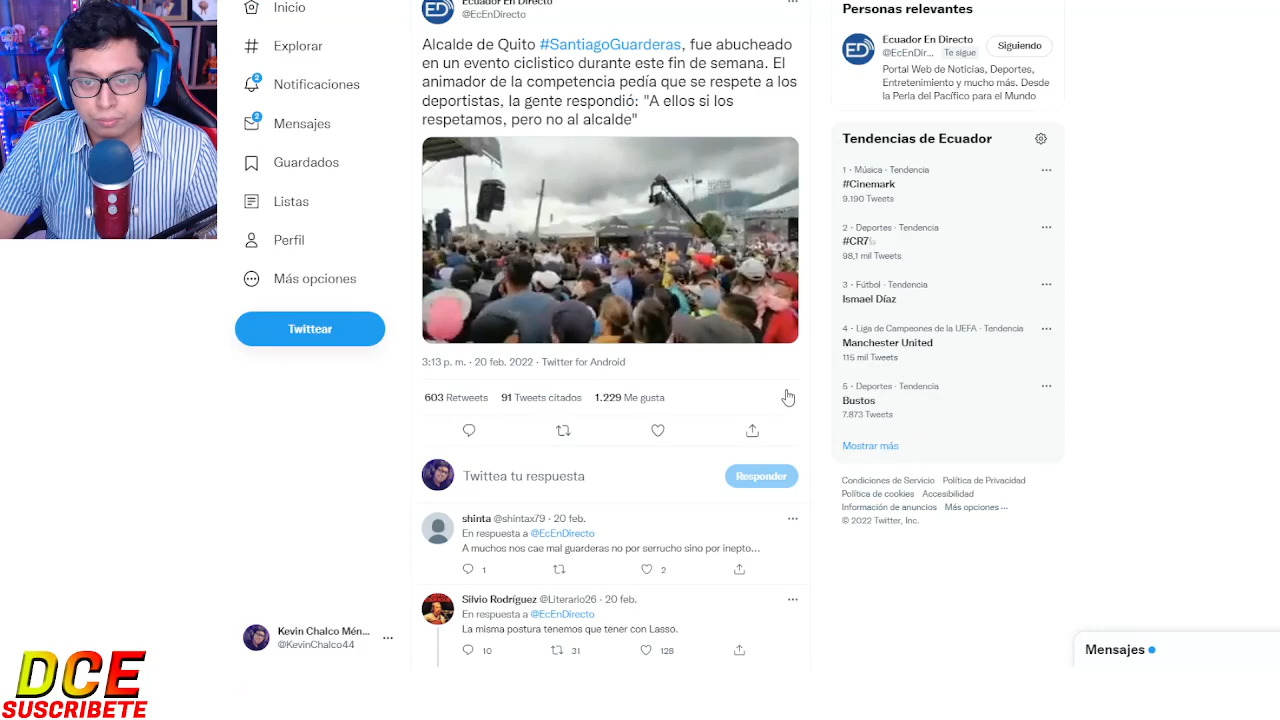 Inicio
Explorar
2
Notificaciones
2
Mensajes
Guardados
Listas
Perfil
Más opciones
Twittear
Kevin Chalco Mén...
@KevinChalco44
DCE
SUSCRIBETE
ED
Ecuador En Directo
@EcEnDirecto
Alcalde de Quito #SantiagoGuarderas, fue abucheado
en un evento ciclistico durante este fin de semana. El
animador de la competencia pedía que se respete a los
deportistas, la gente respondió: "A ellos si los
respetamos, pero no al alcalde"
3:13 p. m. · 20 feb. 2022 · Twitter for Android
603 Retweets 91 Tweets citados 1.229 Me gusta
Twittea tu respuesta
Responder
shinta @shintax79 · 20 feb.
En respuesta a @EcEnDirecto
A muchos nos cae mal guarderas no por serrucho sino por inepto...
1 2
Silvio Rodríguez @Literario26 · 20 feb.
En respuesta a @EcEnDirecto
La misma postura tenemos que tener con Lasso.
10 31 128
Personas relevantes
ED
Ecuador En Directo
@EcEnDir... Te sigue
Siguiendo
Portal Web de Noticias, Deportes,
Entretenimiento y mucho más. Desde
la Perla del Pacífico para el Mundo
Tendencias de Ecuador
1 · Música · Tendencia
#Cinemark
9.190 Tweets
2 · Deportes · Tendencia
#CR7
98,1 mil Tweets
3 · Fútbol · Tendencia
Ismael Díaz
4 · Liga de Campeones de la UEFA · Tendencia
Manchester United
115 mil Tweets
5 · Deportes · Tendencia
Bustos
7.873 Tweets
Mostrar más
Condiciones de Servicio Política de Privacidad
Política de cookies Accesibilidad
Información de anuncios Más opciones ...
© 2022 Twitter, Inc.
Mensajes